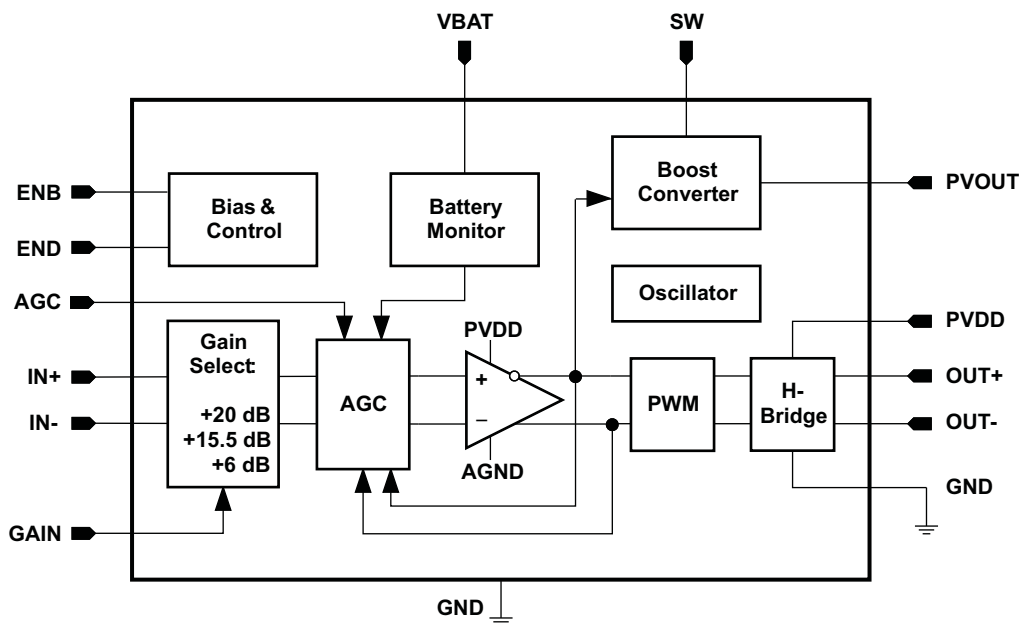 VBAT
SW
ENB
END
AGC
IN+
IN-
GAIN
Bias &
Control
Battery
Monitor
Boost
Converter
Oscillator
PVOUT
PVDD
OUT+
OUT-
GND
Gain
Select:
+20 dB
+15.5 dB
+6 dB
AGC
PVDD
+
–
AGND
PWM
H-
Bridge
GND